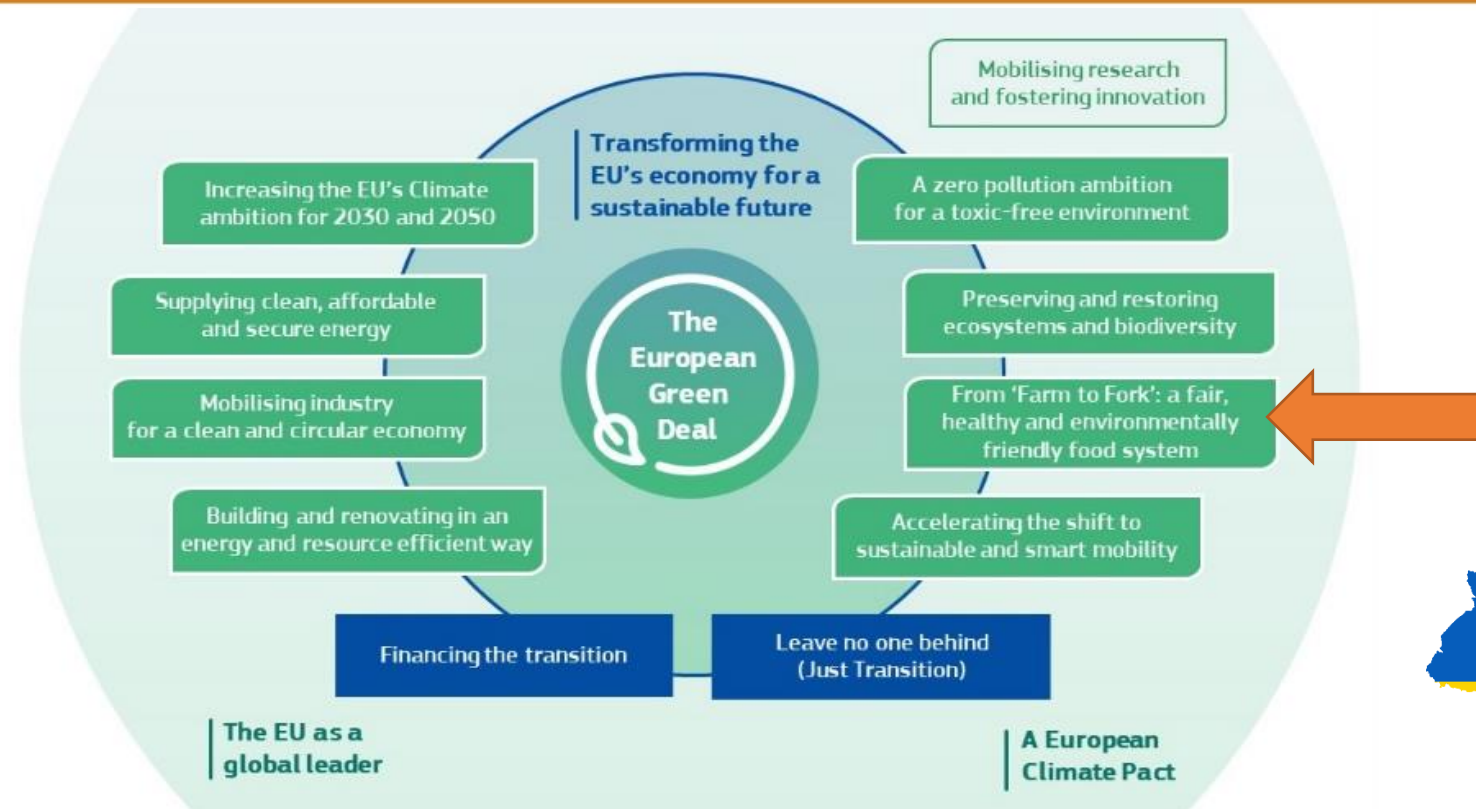 Mobilising research
and fostering innovation
Transforming the
EU's economy for a
sustainable future
Increasing the EU's Climate
ambition for 2030 and 2050
Supplying clean, affordable
and secure energy
Mobilising industry
for a clean and circular economy
Building and renovating in an
energy and resource efficient way
The
European
Green
Deal
A zero pollution ambition
for a toxic-free environment
Preserving and restoring
ecosystems and biodiversity
From ‘Farm to Fork’: a fair,
healthy and environmentally
friendly food system
Accelerating the shift to
sustainable and smart mobility
Financing the transition
Leave no one behind
(Just Transition)
The EU as a
global leader
A European
Climate Pact